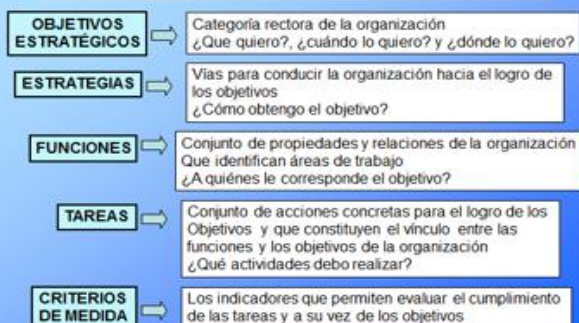 OBJETIVOS
ESTRATÉGICOS
Categoría rectora de la organización
¿Que quiero?, ¿cuándo lo quiero? y ¿dónde lo quiero?
ESTRATEGIAS
Vías para conducir la organización hacia el logro de
los objetivos
¿Cómo obtengo el objetivo?
FUNCIONES
Conjunto de propiedades y relaciones de la organización
Que identifican áreas de trabajo
¿A quiénes le corresponde el objetivo?
TAREAS
Conjunto de acciones concretas para el logro de los
Objetivos y que constituyen el vínculo entre las
funciones y los objetivos de la organización
¿Qué actividades debo realizar?
CRITERIOS
DE MEDIDA
Los indicadores que permiten evaluar el cumplimiento
de las tareas y a su vez de los objetivos